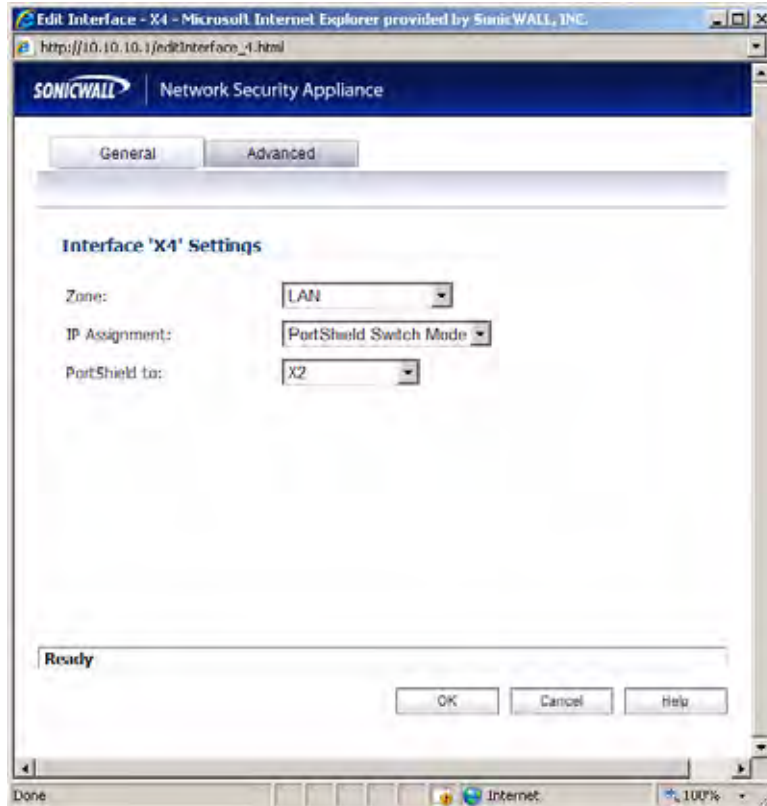 Edit Interface - X4 - Microsoft Internet Explorer provided by SonicWALL, INC.
http://10.10.10.1/editInterface_4.html
SONICWALL Network Security Appliance
General Advanced
Interface 'X4' Settings
Zone: LAN
IP Assignment: PortShield Switch Mode
PortShield to: X2
Ready
OK Cancel Help
Done Internet 100%